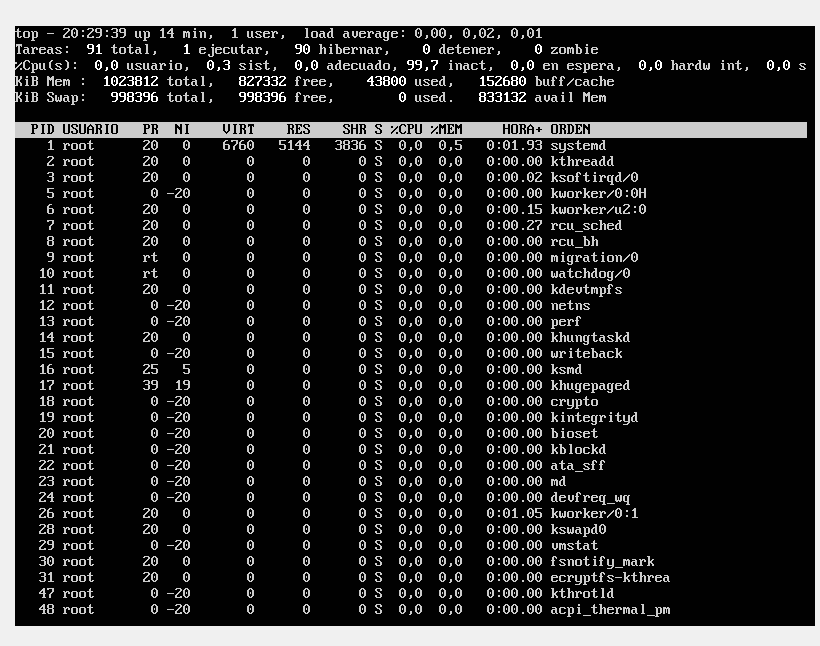 top - 20:29:39 up 14 min,  1 user,  load average: 0,00, 0,02, 0,01
Tareas:  91 total,   1 ejecutar,   90 hibernar,    0 detener,    0 zombie
%Cpu(s):  0,0 usuario,  0,3 sist,  0,0 adecuado, 99,7 inact,  0,0 en espera,  0,0 hardw int,  0,0 s
KiB Mem :  1023812 total,   827332 free,    43800 used,   152680 buff/cache
KiB Swap:   998396 total,   998396 free,        0 used.   833132 avail Mem
PID USUARIO   PR  NI    VIRT    RES    SHR S %CPU %MEM     HORA+ ORDEN
1 root      20   0    6760   5144   3836 S  0,0  0,5   0:01.93 systemd
2 root      20   0       0      0      0 S  0,0  0,0   0:00.00 kthreadd
3 root      20   0       0      0      0 S  0,0  0,0   0:00.02 ksoftirqd/0
5 root       0 -20       0      0      0 S  0,0  0,0   0:00.00 kworker/0:0H
6 root      20   0       0      0      0 S  0,0  0,0   0:00.15 kworker/u2:0
7 root      20   0       0      0      0 S  0,0  0,0   0:00.27 rcu_sched
8 root      20   0       0      0      0 S  0,0  0,0   0:00.00 rcu_bh
9 root      rt   0       0      0      0 S  0,0  0,0   0:00.00 migration/0
10 root      rt   0       0      0      0 S  0,0  0,0   0:00.00 watchdog/0
11 root      20   0       0      0      0 S  0,0  0,0   0:00.00 kdevtmpfs
12 root       0 -20       0      0      0 S  0,0  0,0   0:00.00 netns
13 root       0 -20       0      0      0 S  0,0  0,0   0:00.00 perf
14 root      20   0       0      0      0 S  0,0  0,0   0:00.00 khungtaskd
15 root       0 -20       0      0      0 S  0,0  0,0   0:00.00 writeback
16 root      25   5       0      0      0 S  0,0  0,0   0:00.00 ksmd
17 root      39  19       0      0      0 S  0,0  0,0   0:00.00 khugepaged
18 root       0 -20       0      0      0 S  0,0  0,0   0:00.00 crypto
19 root       0 -20       0      0      0 S  0,0  0,0   0:00.00 kintegrityd
20 root       0 -20       0      0      0 S  0,0  0,0   0:00.00 bioset
21 root       0 -20       0      0      0 S  0,0  0,0   0:00.00 kblockd
22 root       0 -20       0      0      0 S  0,0  0,0   0:00.00 ata_sff
23 root       0 -20       0      0      0 S  0,0  0,0   0:00.00 md
24 root       0 -20       0      0      0 S  0,0  0,0   0:00.00 devfreq_wq
26 root      20   0       0      0      0 S  0,0  0,0   0:01.05 kworker/0:1
28 root      20   0       0      0      0 S  0,0  0,0   0:00.00 kswapd0
29 root       0 -20       0      0      0 S  0,0  0,0   0:00.00 vmstat
30 root      20   0       0      0      0 S  0,0  0,0   0:00.00 fsnotify_mark
31 root      20   0       0      0      0 S  0,0  0,0   0:00.00 ecryptfs-kthrea
47 root       0 -20       0      0      0 S  0,0  0,0   0:00.00 kthrotld
48 root       0 -20       0      0      0 S  0,0  0,0   0:00.00 acpi_thermal_pm